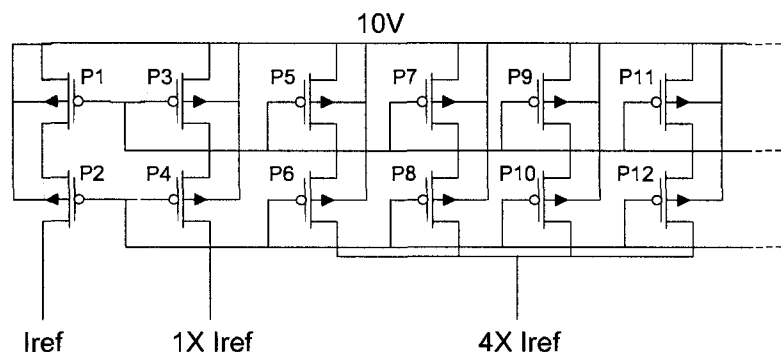 10V
P1 P3 P5 P7 P9 P11
P2 P4 P6 P8 P10 P12
Iref 1X Iref 4X Iref